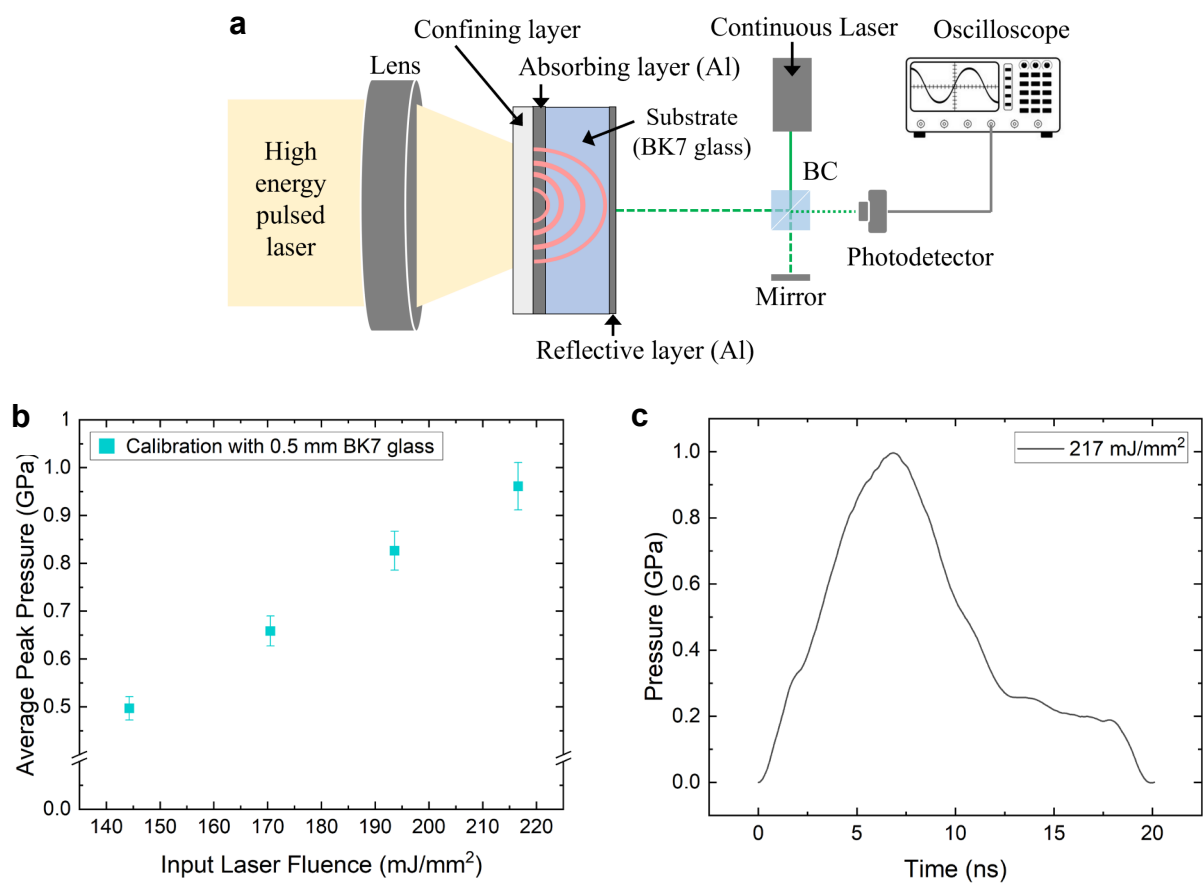 a
Confining layer
Continuous Laser
Oscilloscope
Lens
Absorbing layer (Al)
Substrate
(BK7 glass)
High
energy
pulsed
laser
BC
Photodetector
Mirror
Reflective layer (Al)
b
1
1.0
0.9
0.8
0.7
0.6
0.5
0.0
Average Peak Pressure (GPa)
Calibration with 0.5 mm BK7 glass
140 150 160 170 180 190 200 210 220
Input Laser Fluence (mJ/mm²)
c
217 mJ/mm²
1.0
0.8
0.6
0.4
0.2
0.0
Pressure (GPa)
0 5 10 15 20
Time (ns)